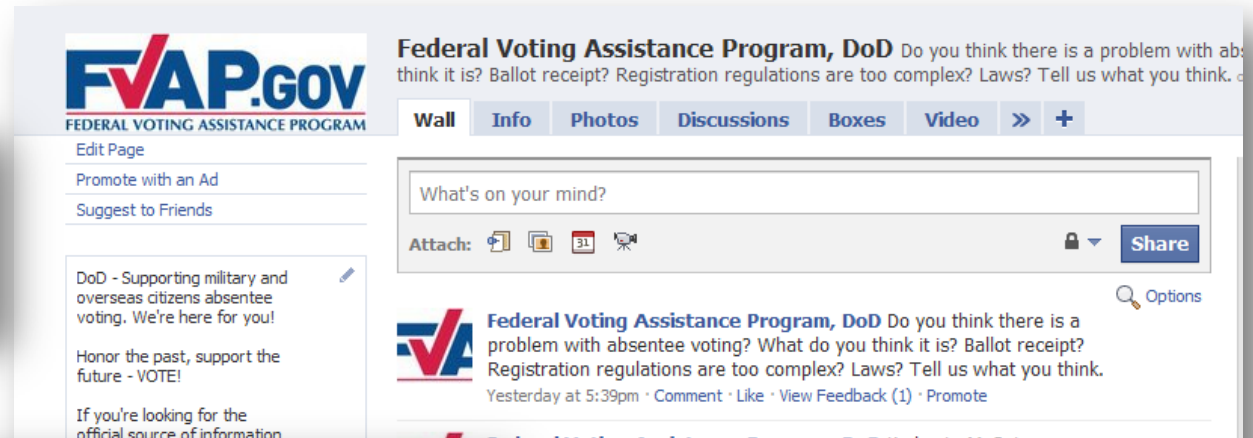 FVAP.GOV
FEDERAL VOTING ASSISTANCE PROGRAM
Edit Page
Promote with an Ad
Suggest to Friends
DoD - Supporting military and
overseas citizens absentee
voting. We're here for you!
Honor the past, support the
future - VOTE!
If you're looking for the
official source of information
Federal Voting Assistance Program, DoD Do you think there is a problem with
think it is? Ballot receipt? Registration regulations are too complex? Laws? Tell us what you think.
Wall Info Photos Discussions Boxes Video » +
What's on your mind?
Attach: 31 Share
Options
Federal Voting Assistance Program, DoD Do you think there is a
problem with absentee voting? What do you think it is? Ballot receipt?
Registration regulations are too complex? Laws? Tell us what you think.
Yesterday at 5:39pm · Comment · Like · View Feedback (1) · Promote